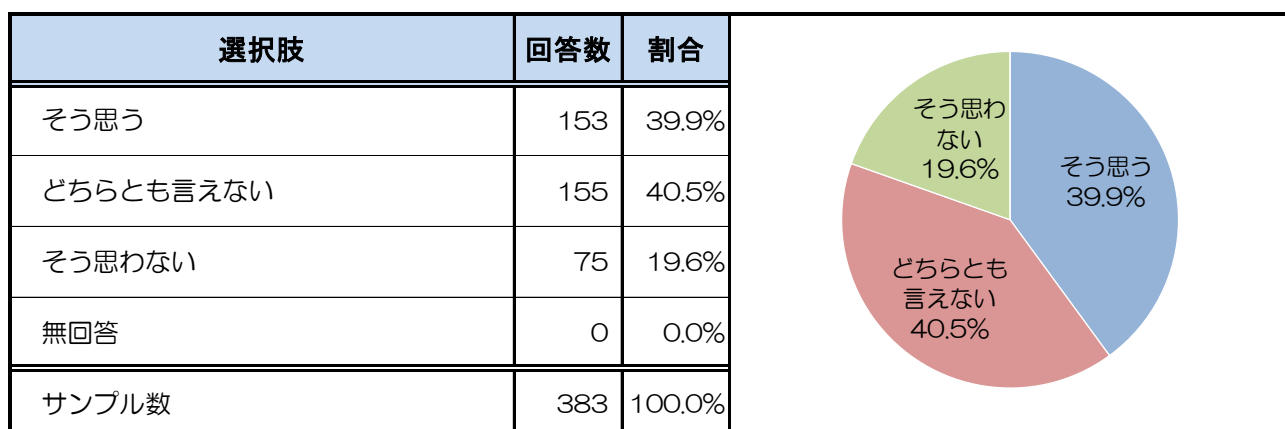 選択肢 回答数 割合
そう思う 153 39.9%
どちらとも言えない 155 40.5%
そう思わない 75 19.6%
無回答 0 0.0%
サンプル数 383 100.0%
そう思わ
ない
19.6%
そう思う
39.9%
どちらとも
言えない
40.5%